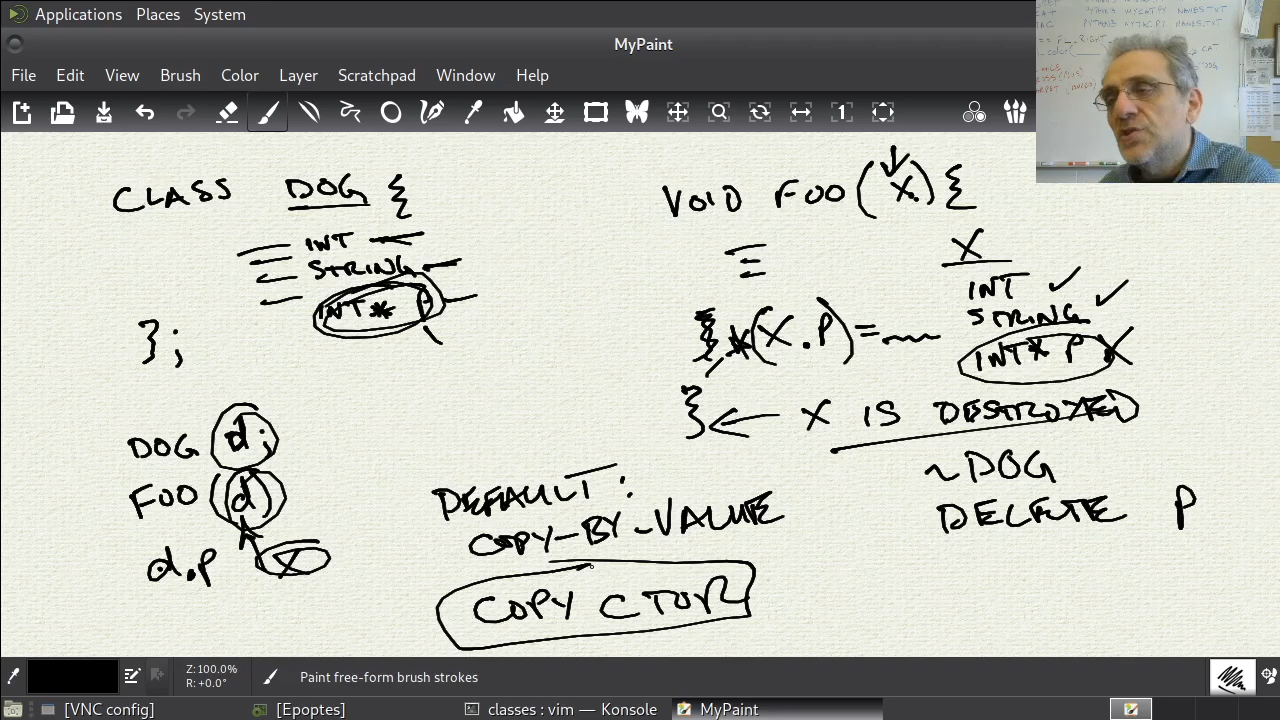 Applications Places System
MyPaint
File Edit View Brush Color Layer Scratchpad Window Help
CLASS DOG {
INT
STRING
INT* P
};
DOG d;
FOO (d)
d.p X
DEFAULT:
COPY-BY-VALUE
COPY CTOR
VOID FOO (X) {
X
INT
STRING
INT* P X
} *(X.P) =
} ← X IS DESTROYED
~DOG
DELETE P
Z:100.0%
R:+0.0°
Paint free-form brush strokes
[VNC config] [Epoptes] classes : vim — Konsole MyPaint